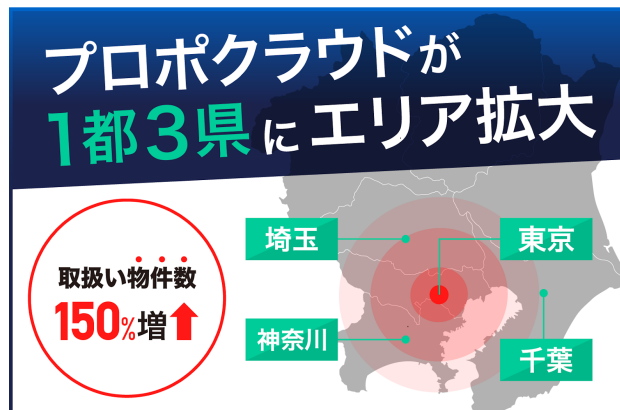 プロポクラウドが
1都3県にエリア拡大
埼玉
東京
取扱い物件数
150%増
神奈川
千葉